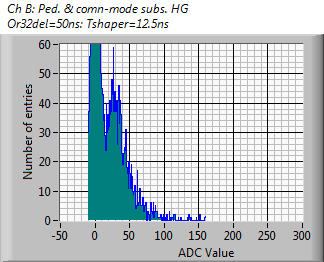 Ch B: Ped. & comn-mode subs. HG
Or32del=50ns: Tshaper=12.5ns
Number of entries
60
50
40
30
20
10
0
-50 0 50 100 150 200 250 300
ADC Value